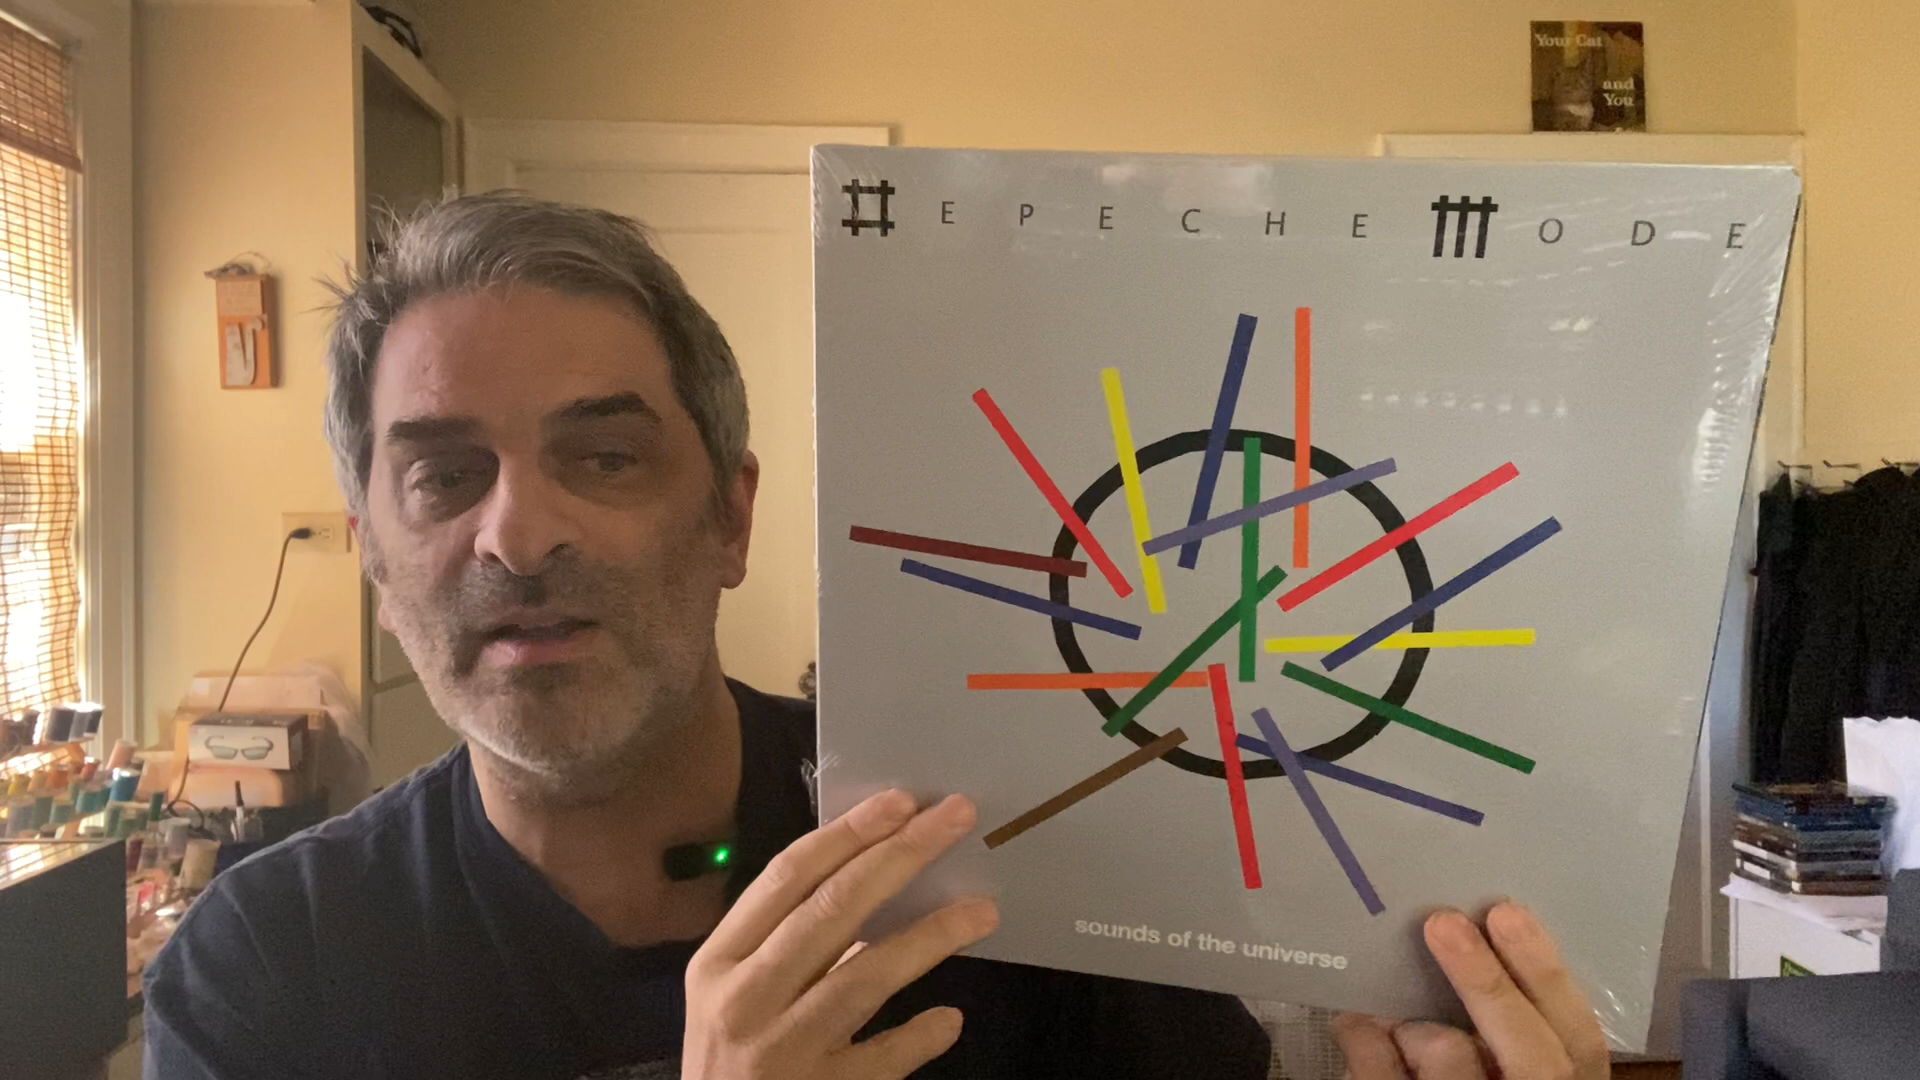 Your Cat
and
You
DEPECHE MODE
sounds of the universe